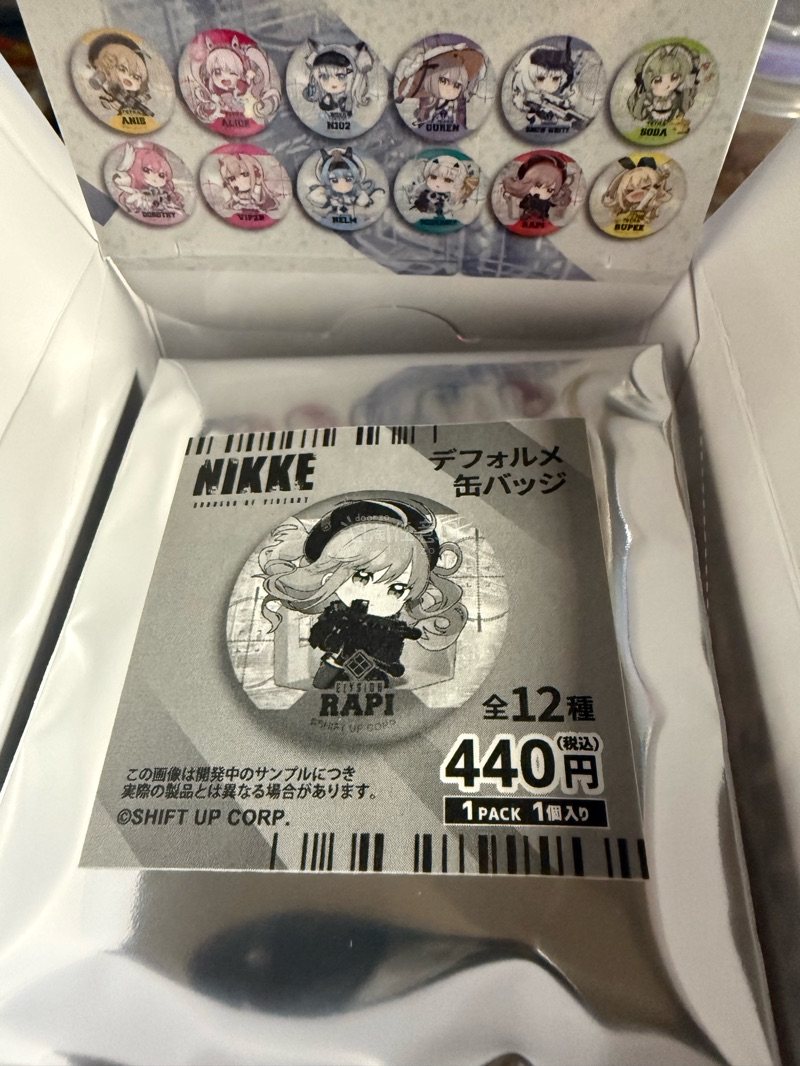 ANIS
ALICE
N102
SNOW WHITE
SODA
DOROTHY
VIPER
HELM
RAPI
RUPEE
NIKKE
GODDESS OF VICTORY
デフォルメ
缶バッジ
ELYSION
RAPI
©SHIFT UP CORP.
全12種
440円(税込)
1PACK 1個入り
この画像は開発中のサンプルにつき
実際の製品とは異なる場合があります。
©SHIFT UP CORP.